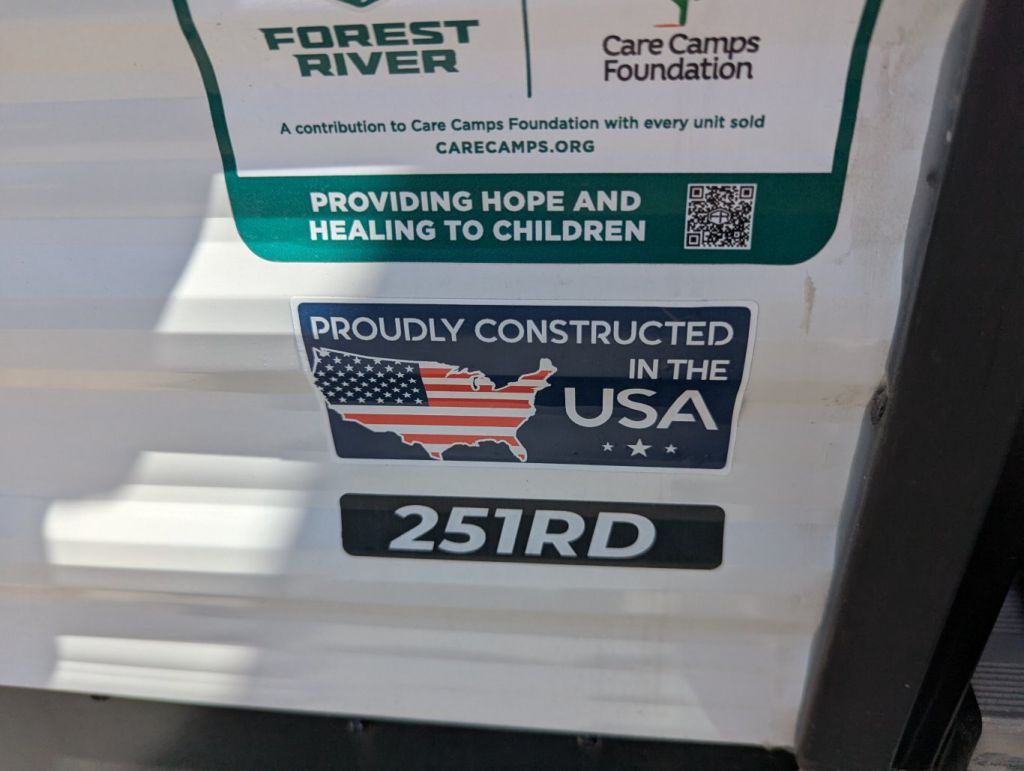 FOREST
RIVER
Care Camps
Foundation
A contribution to Care Camps Foundation with every unit sold
CARECAMPS.ORG
PROVIDING HOPE AND
HEALING TO CHILDREN
PROUDLY CONSTRUCTED
IN THE
USA
251RD